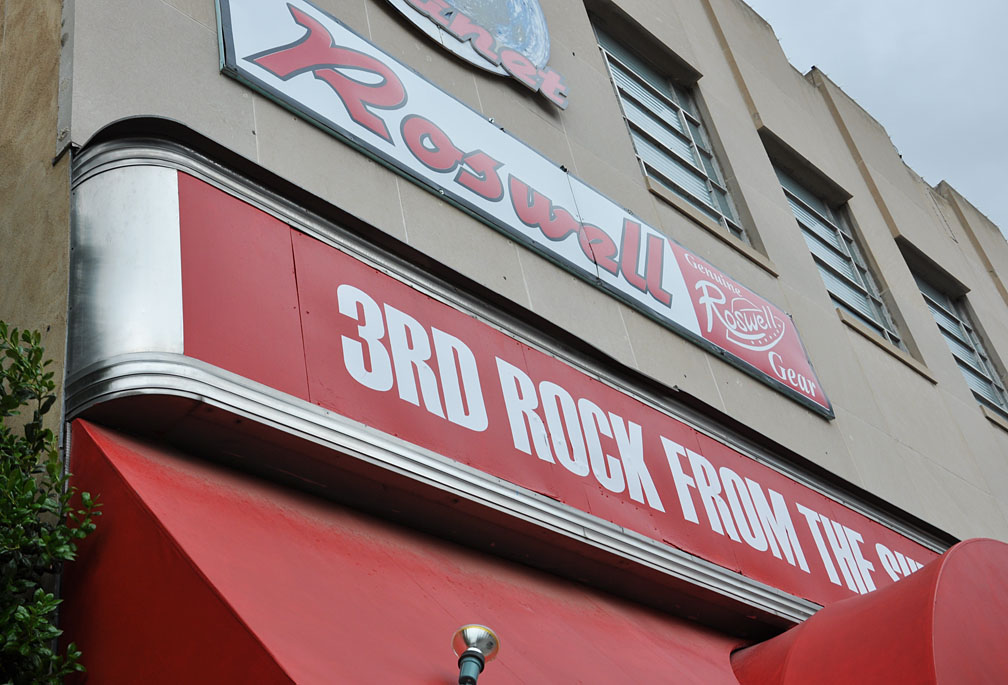 Roswell
Genuine
Roswell
Gear
3RD ROCK FROM THE